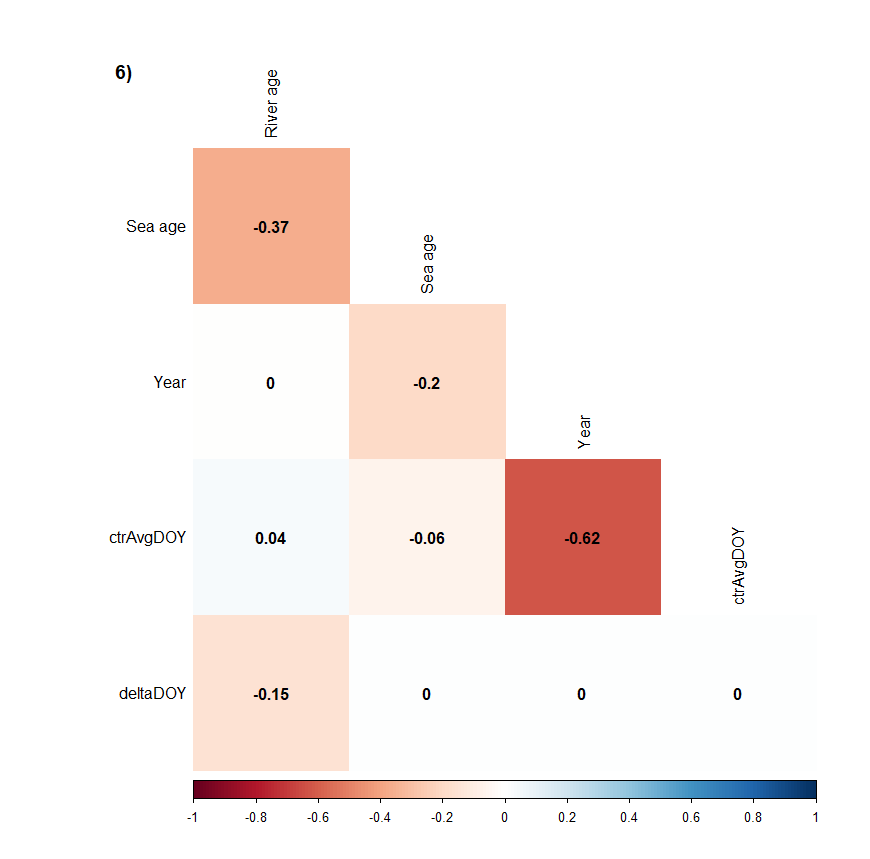 6)
River age
Sea age
-0.37
Sea age
Year
0
-0.2
Year
ctrAvgDOY
0.04
-0.06
-0.62
ctrAvgDOY
deltaDOY
-0.15
0
0
0
-1 -0.8 -0.6 -0.4 -0.2 0 0.2 0.4 0.6 0.8 1